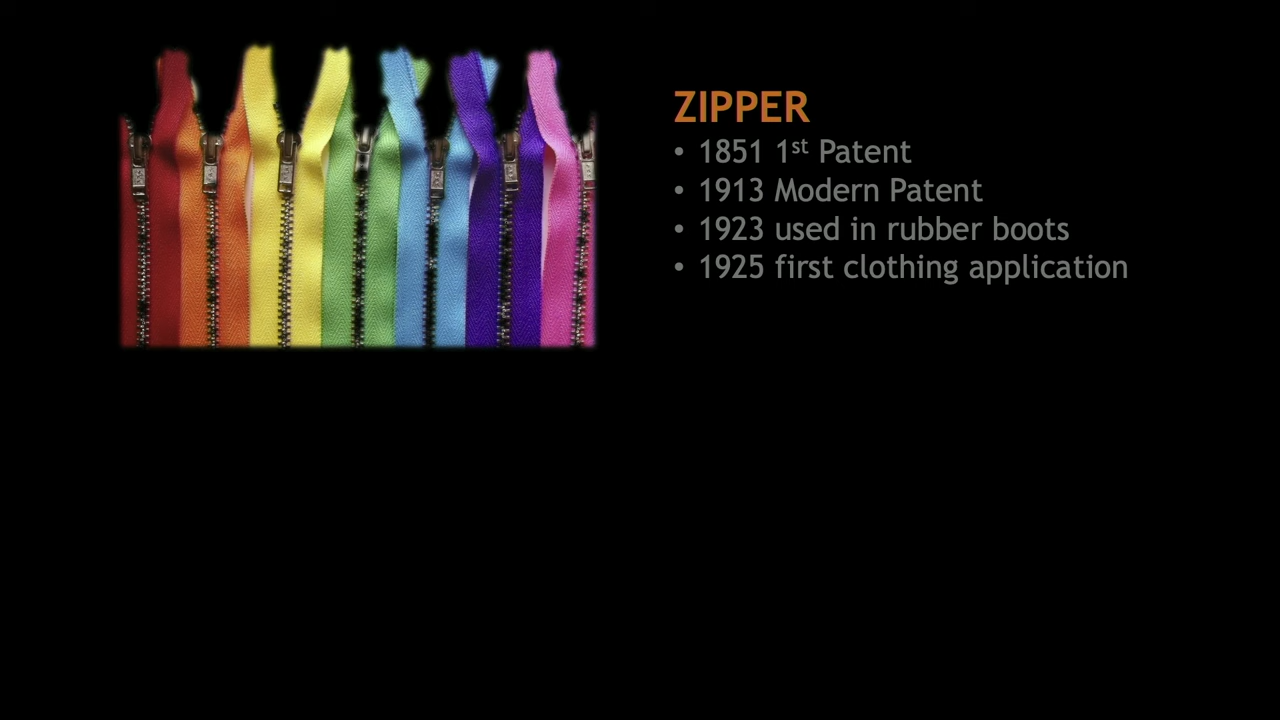 ZIPPER
• 1851 1st Patent
• 1913 Modern Patent
• 1923 used in rubber boots
• 1925 first clothing application